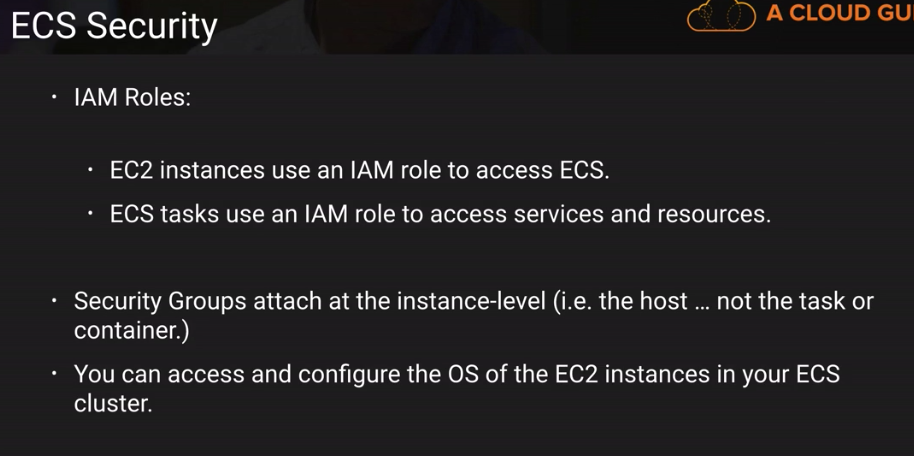 ECS Security
A CLOUD GU
• IAM Roles:
• EC2 instances use an IAM role to access ECS.
• ECS tasks use an IAM role to access services and resources.
• Security Groups attach at the instance-level (i.e. the host ... not the task or
container.)
• You can access and configure the OS of the EC2 instances in your ECS
cluster.